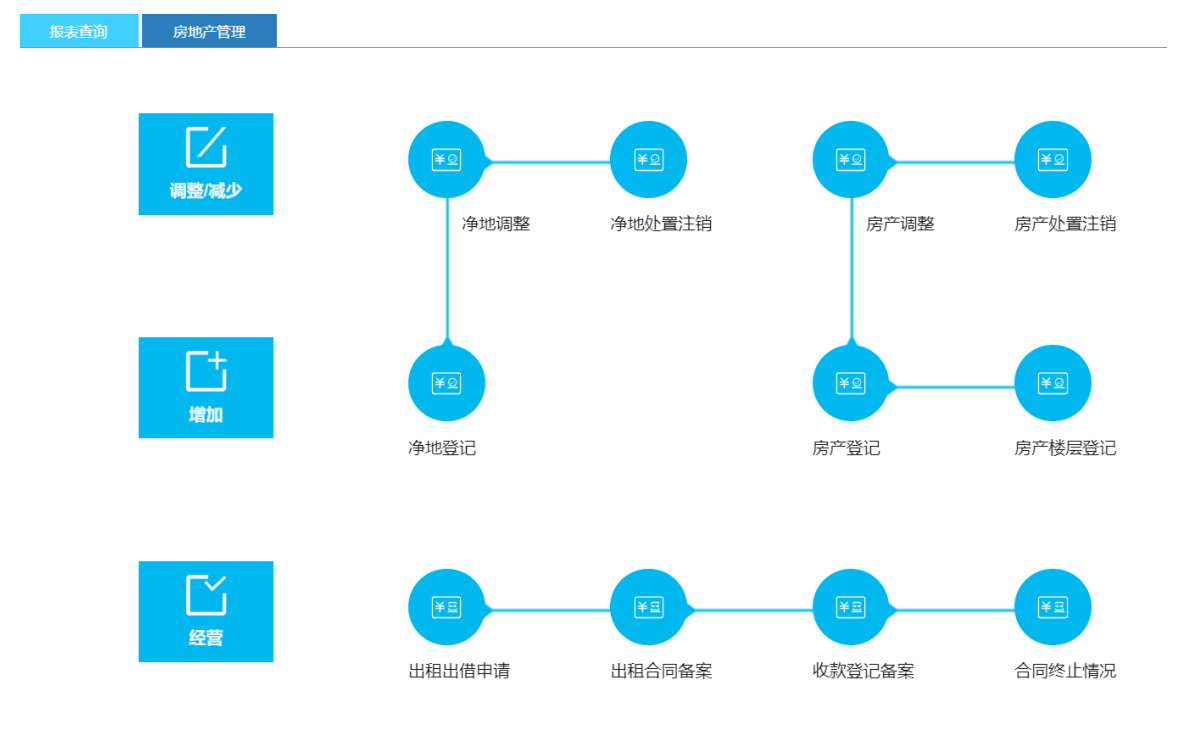 报表查询
房地产管理
调整/减少
净地调整
净地处置注销
房产调整
房产处置注销
增加
净地登记
房产登记
房产楼层登记
经营
出租出借申请
出租合同备案
收款登记备案
合同终止情况